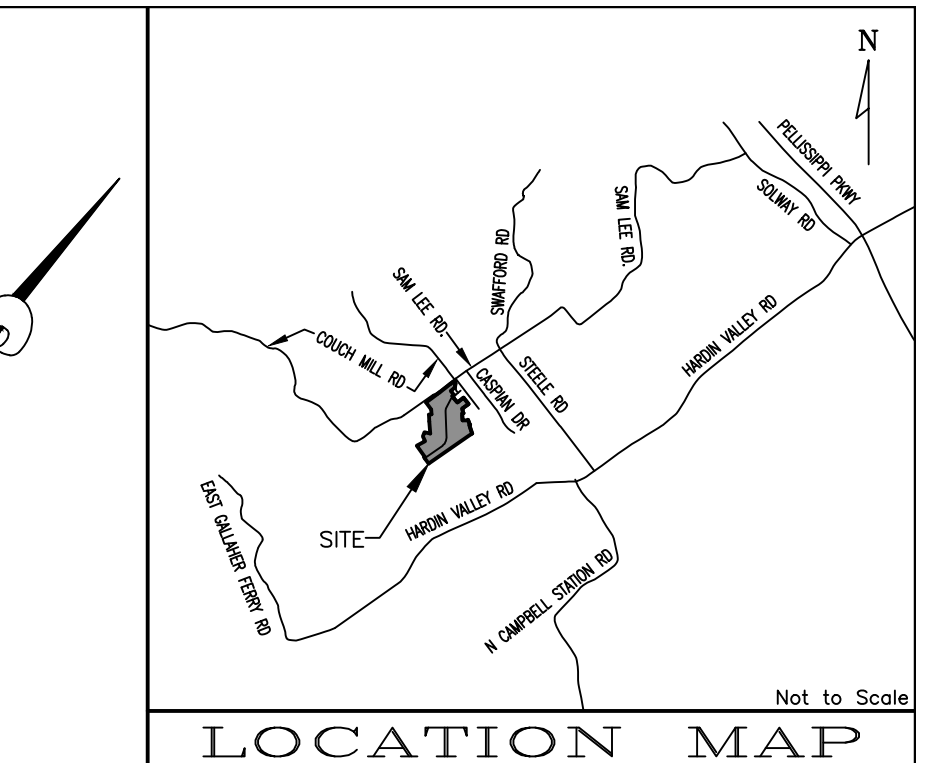 N
PELLISSIPPI PKWY
SOLWAY RD
SAM LEE RD.
SWAFFORD RD
SAM LEE RD.
HARDIN VALLEY RD
COUCH MILL RD
CASPIAN DR
STEELE RD
EAST GALLAHER FERRY RD
HARDIN VALLEY RD
SITE
N CAMPBELL STATION RD
Not to Scale
LOCATION MAP